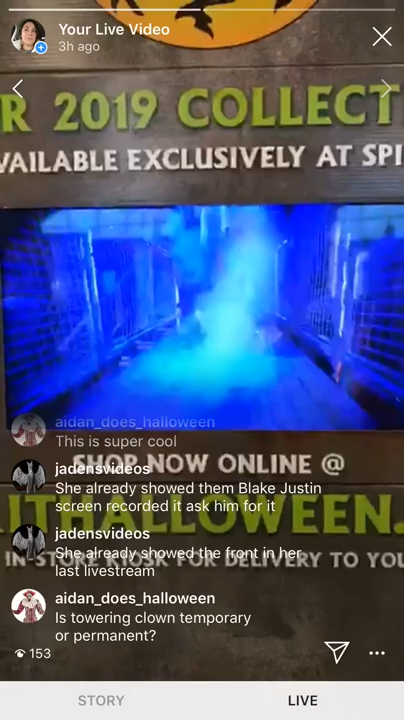 Your Live Video
3h ago
R 2019 COLLECT
VAILABLE EXCLUSIVELY AT SPI
aidan_does_halloween
This is super cool
SHOP NOW ONLINE @
jadensvideos
She already showed them Blake Justin
screen recorded it ask him for it
ITHALLOWEEN.
jadensvideos
She already showed the front in her
last livestream
IN-STORE KIOSK FOR DELIVERY TO YOU
aidan_does_halloween
Is towering clown temporary
or permanent?
153
STORY
LIVE